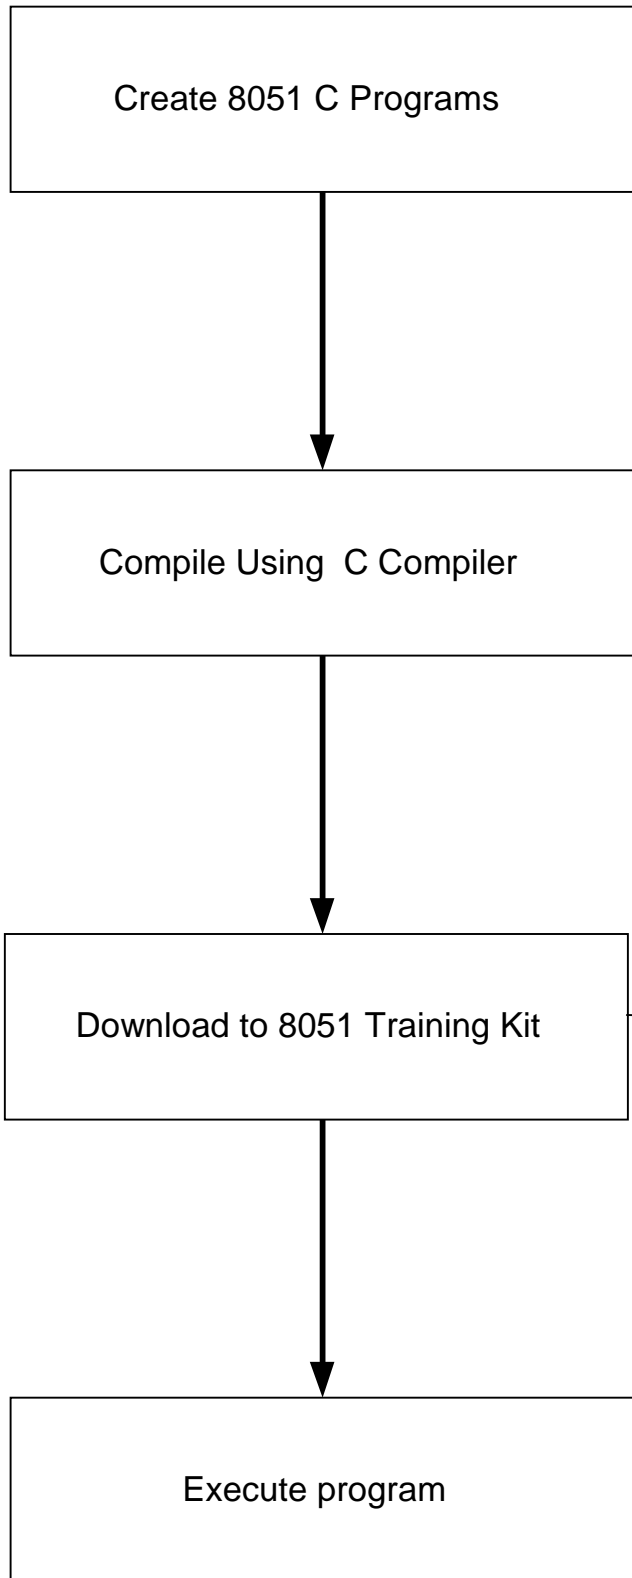 Create 8051 C Programs
Compile Using  C Compiler
Download to 8051 Training Kit
Execute program